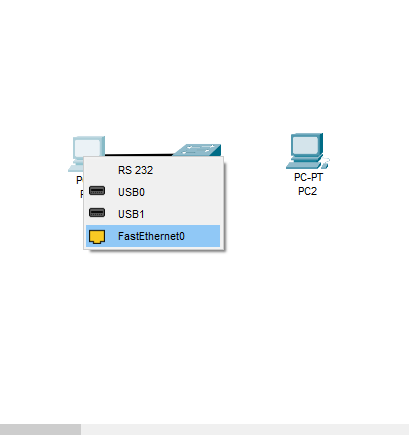 RS 232
USB0
USB1
FastEthernet0
PC-PT
PC2